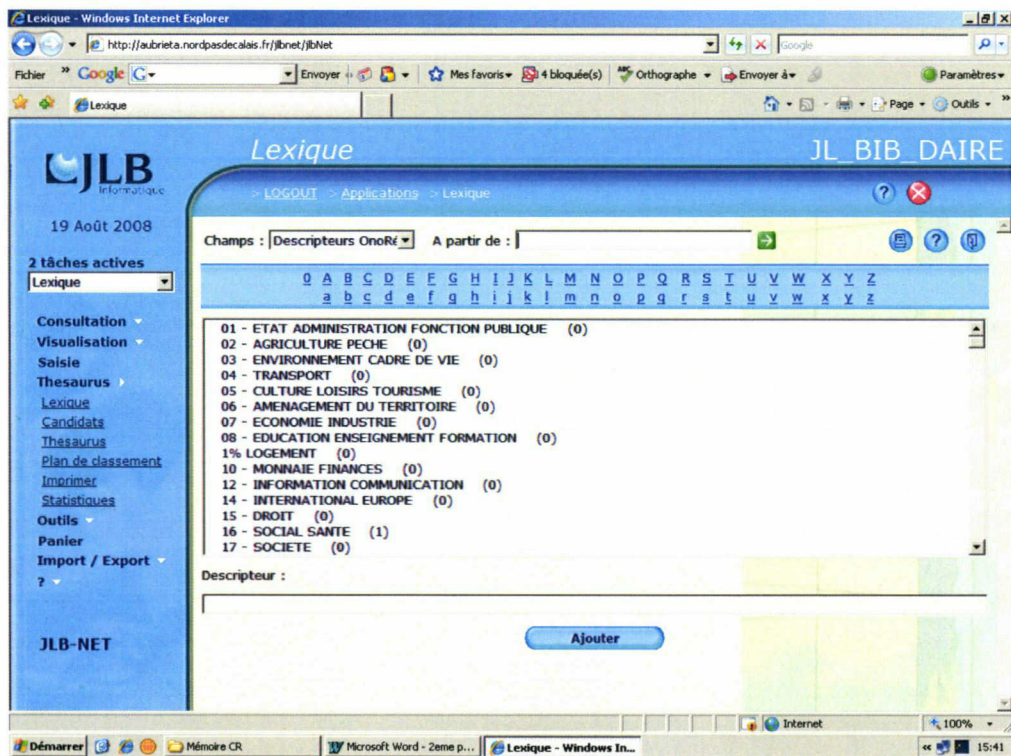 Lexique - Windows Internet Explorer
http://aubrieta.nordpasdecalais.fr/jlbnet/jlbNet
Google
Fichier » Google G Envoyer Mes favoris 4 bloquée(s) ABC Orthographe Envoyer à Paramètres
Lexique Page Outils »
JLB Informatique
Lexique JL_BIB_DAIRE
> LOGOUT > Applications > Lexique ?
19 Août 2008
2 tâches actives
Lexique
Consultation
Visualisation
Saisie
Thesaurus
Lexique
Candidats
Thesaurus
Plan de classement
Imprimer
Statistiques
Outils
Panier
Import / Export
?
JLB-NET
Champs : Descripteurs OnoRé A partir de : ?
0 A B C D E F G H I J K L M N O P Q R S T U V W X Y Z
a b c d e f g h i j k l m n o p q r s t u v w x y z
01 - ETAT ADMINISTRATION FONCTION PUBLIQUE (0)
02 - AGRICULTURE PECHE (0)
03 - ENVIRONNEMENT CADRE DE VIE (0)
04 - TRANSPORT (0)
05 - CULTURE LOISIRS TOURISME (0)
06 - AMENAGEMENT DU TERRITOIRE (0)
07 - ECONOMIE INDUSTRIE (0)
08 - EDUCATION ENSEIGNEMENT FORMATION (0)
1% LOGEMENT (0)
10 - MONNAIE FINANCES (0)
12 - INFORMATION COMMUNICATION (0)
14 - INTERNATIONAL EUROPE (0)
15 - DROIT (0)
16 - SOCIAL SANTE (1)
17 - SOCIETE (0)
Descripteur :
Ajouter
Internet 100%
Démarrer Mémoire CR Microsoft Word - 2eme p... Lexique - Windows In... « 15:41